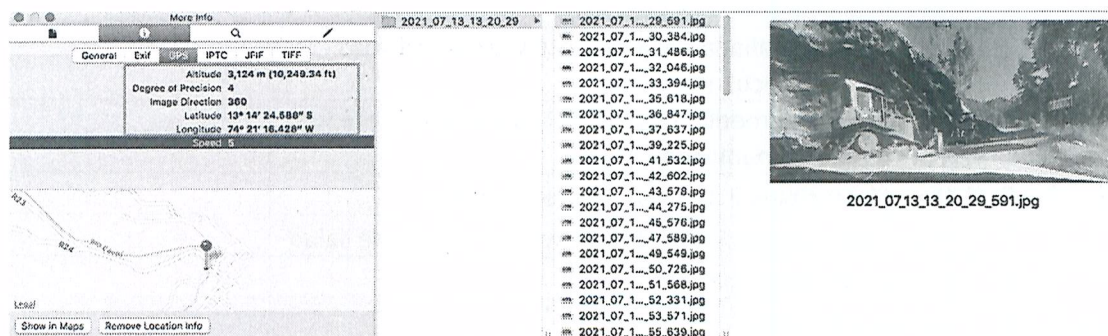 More Info
General Exif GPS IPTC JFIF TIFF
Altitude 3,124 m (10,249.34 ft)
Degree of Precision 4
Image Direction 360
Latitude 13° 14' 24.588" S
Longitude 74° 21' 16.428" W
Speed 5
R23
R24
Legal
Show in Maps Remove Location Info
2021_07_13_13_20_29
2021_07_1..._29_591.jpg
2021_07_1..._30_384.jpg
2021_07_1..._31_486.jpg
2021_07_1..._32_046.jpg
2021_07_1..._33_394.jpg
2021_07_1..._35_618.jpg
2021_07_1..._36_847.jpg
2021_07_1..._37_637.jpg
2021_07_1..._39_225.jpg
2021_07_1..._41_532.jpg
2021_07_1..._42_602.jpg
2021_07_1..._43_578.jpg
2021_07_1..._44_275.jpg
2021_07_1..._45_576.jpg
2021_07_1..._47_589.jpg
2021_07_1..._49_549.jpg
2021_07_1..._50_726.jpg
2021_07_1..._51_568.jpg
2021_07_1..._52_331.jpg
2021_07_1..._53_571.jpg
2021_07_1..._55_639.jpg
2021_07_13_13_20_29_591.jpg